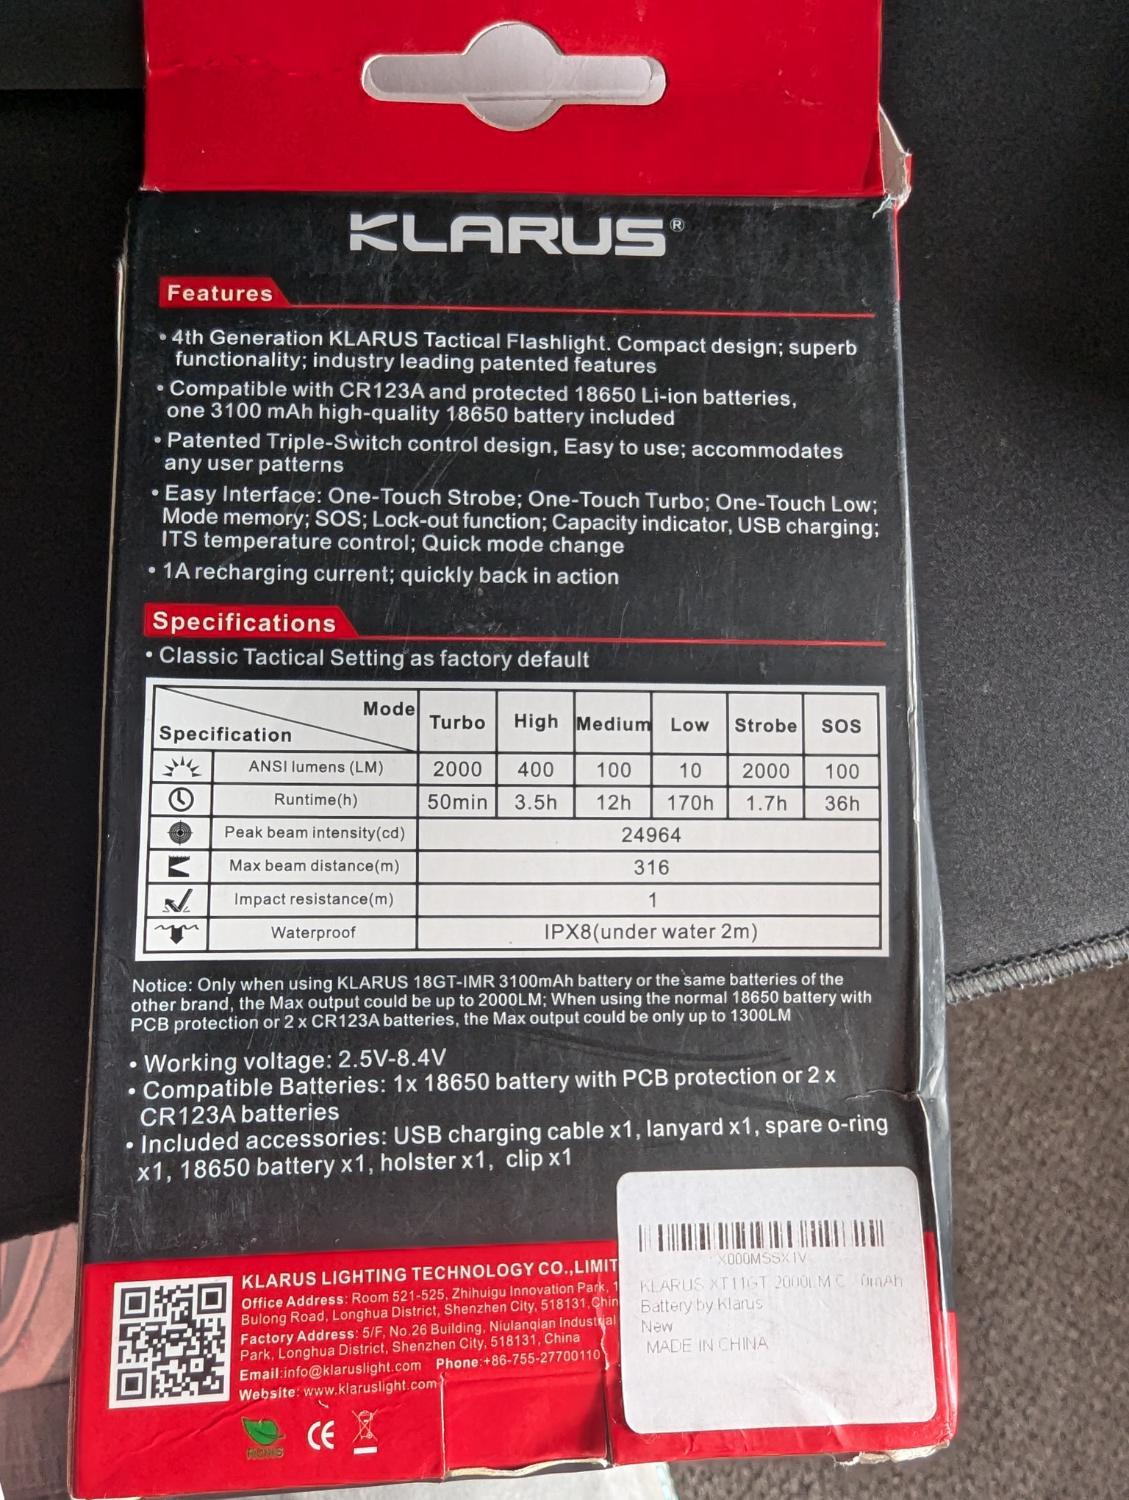 KLARUS®
Features
• 4th Generation KLARUS Tactical Flashlight. Compact design; superb
functionality; industry leading patented features
• Compatible with CR123A and protected 18650 Li-ion batteries,
one 3100 mAh high-quality 18650 battery included
• Patented Triple-Switch control design, Easy to use; accommodates
any user patterns
• Easy Interface: One-Touch Strobe; One-Touch Turbo; One-Touch Low;
Mode memory; SOS; Lock-out function; Capacity indicator, USB charging;
ITS temperature control; Quick mode change
• 1A recharging current; quickly back in action
Specifications
• Classic Tactical Setting as factory default
Specification Mode Turbo High Medium Low Strobe SOS
ANSI lumens (LM) 2000 400 100 10 2000 100
Runtime(h) 50min 3.5h 12h 170h 1.7h 36h
Peak beam intensity(cd) 24964
Max beam distance(m) 316
Impact resistance(m) 1
Waterproof IPX8(under water 2m)
Notice: Only when using KLARUS 18GT-IMR 3100mAh battery or the same batteries of the
other brand, the Max output could be up to 2000LM; When using the normal 18650 battery with
PCB protection or 2 x CR123A batteries, the Max output could be only up to 1300LM
• Working voltage: 2.5V-8.4V
• Compatible Batteries: 1x 18650 battery with PCB protection or 2 x
CR123A batteries
• Included accessories: USB charging cable x1, lanyard x1, spare o-ring
x1, 18650 battery x1, holster x1, clip x1
KLARUS LIGHTING TECHNOLOGY CO.,LIMIT
Office Address: Room 521-525, Zhihuigu Innovation Park, 1
Bulong Road, Longhua District, Shenzhen City, 518131,Chin
Factory Address: 5/F, No.26 Building, Niulanqian Industrial
Park, Longhua District, Shenzhen City, 518131, China
Email:info@klaruslight.com Phone:+86-755-27700110
Website: www.klaruslight.com
RoHS CE
X000MSSX1V
KLARUS XT11GT 2000LM C 0mAh
Battery by Klarus
New
MADE IN CHINA